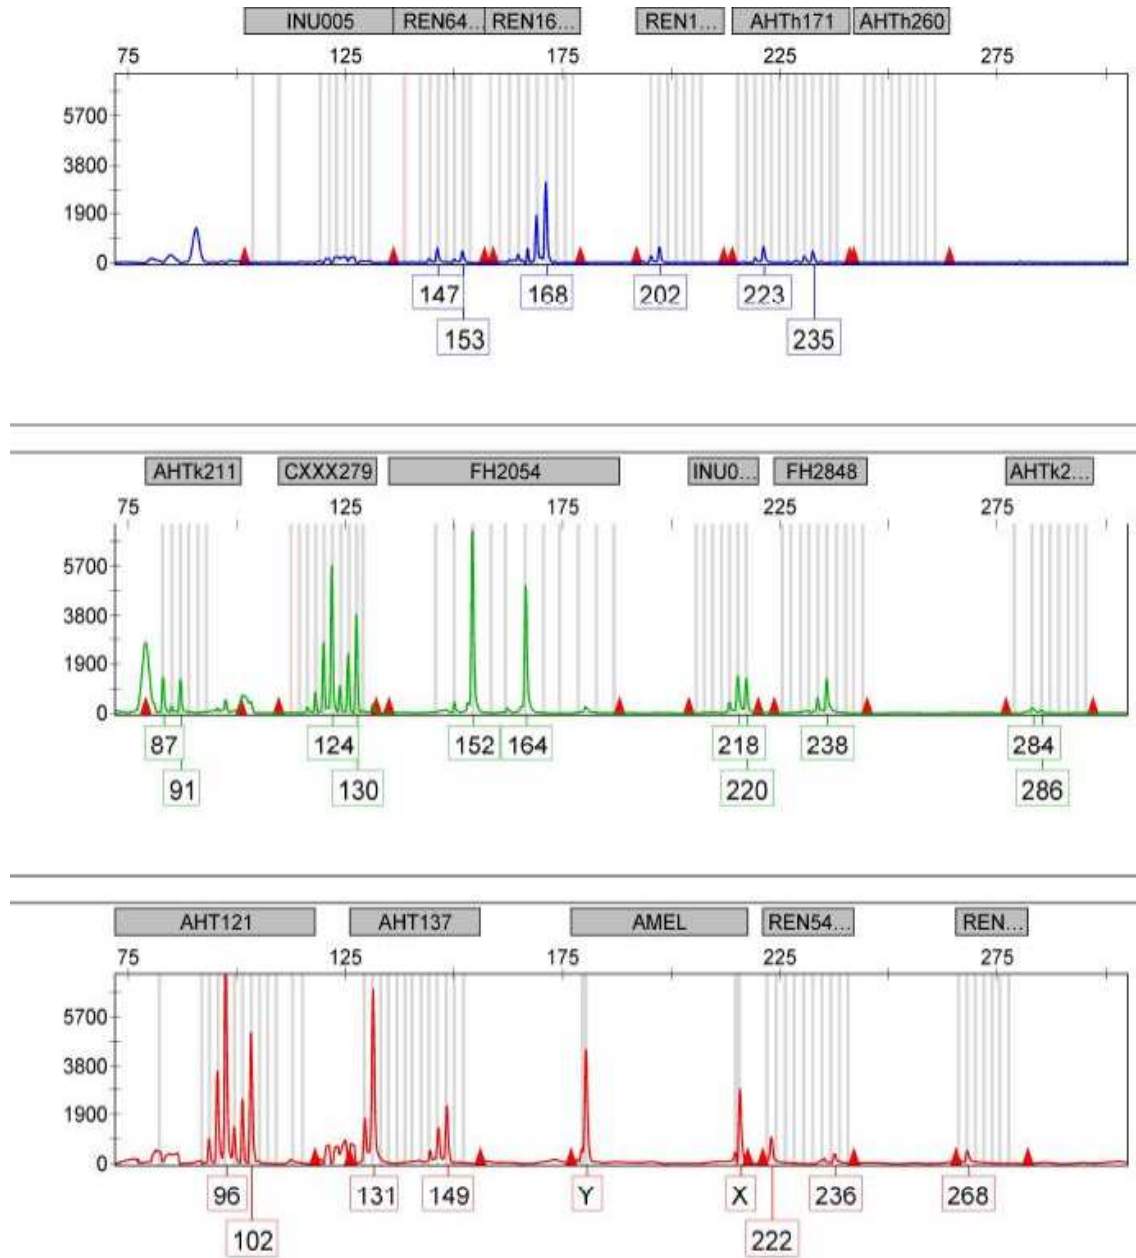 INU005 REN64... REN16... REN1... AHTh171 AHTh260
75 125 175 225 275
5700
3800
1900
0
147 168 202 223
153 235
AHTk211 CXXX279 FH2054 INU0... FH2848 AHTk2...
75 125 175 225 275
5700
3800
1900
0
87 124 152 164 218 238 284
91 130 220 286
AHT121 AHT137 AMEL REN54... REN...
75 125 175 225 275
5700
3800
1900
0
96 131 149 Y X 236 268
102 222